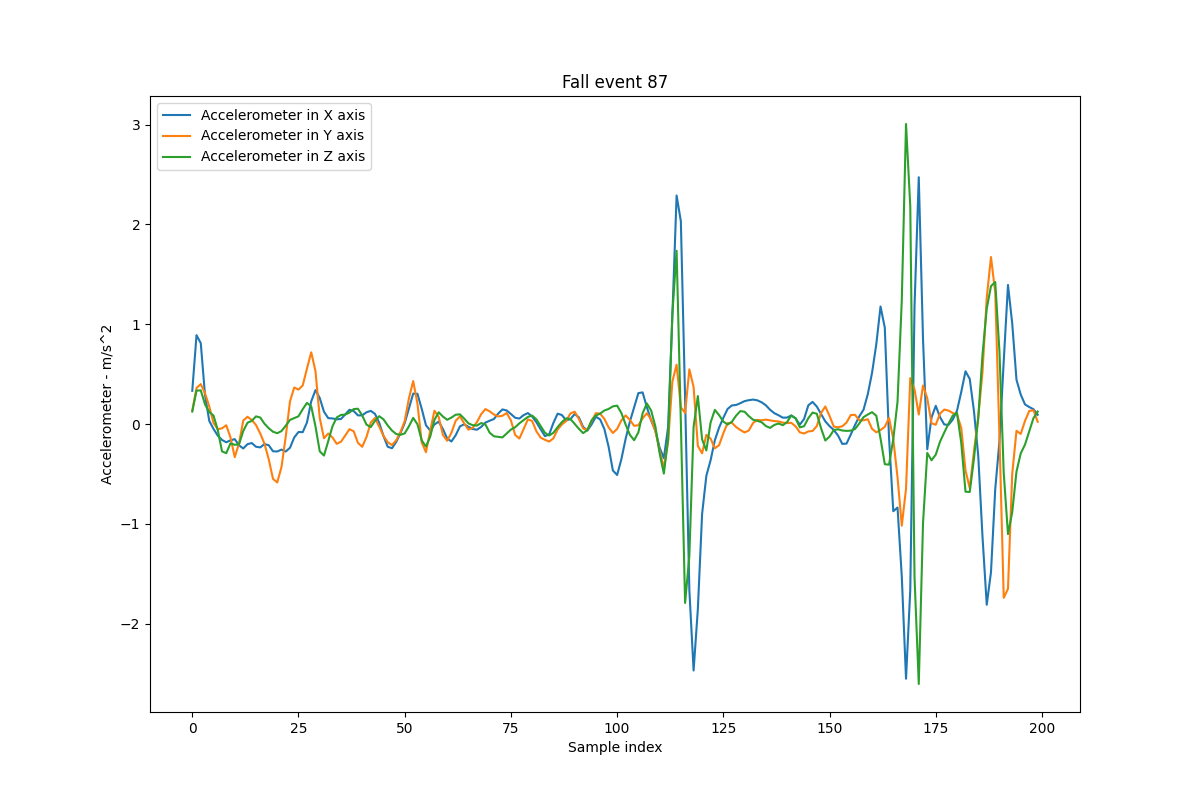 Fall event 87
Accelerometer in X axis
Accelerometer in Y axis
Accelerometer in Z axis
3
2
1
0
−1
−2
Accelerometer - m/s^2
0 25 50 75 100 125 150 175 200
Sample index